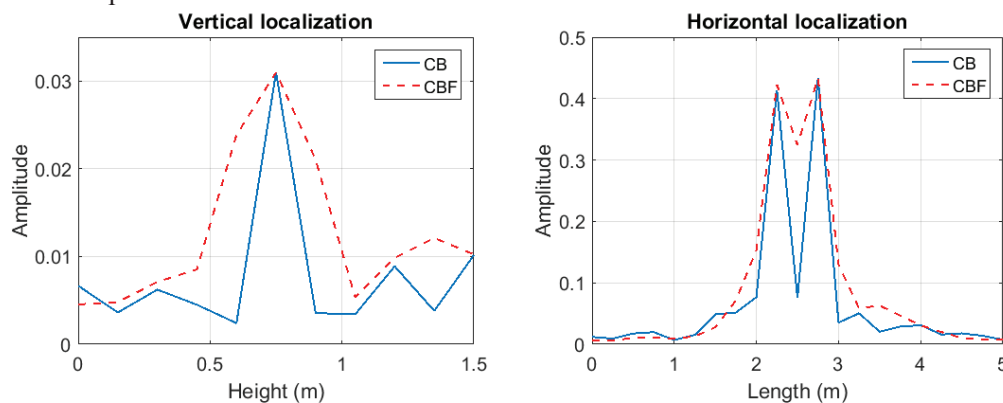 Vertical localization
CB
CBF
Amplitude
0.03
0.02
0.01
0
0 0.5 1 1.5
Height (m)
Horizontal localization
CB
CBF
Amplitude
0.5
0.4
0.3
0.2
0.1
0
0 1 2 3 4 5
Length (m)